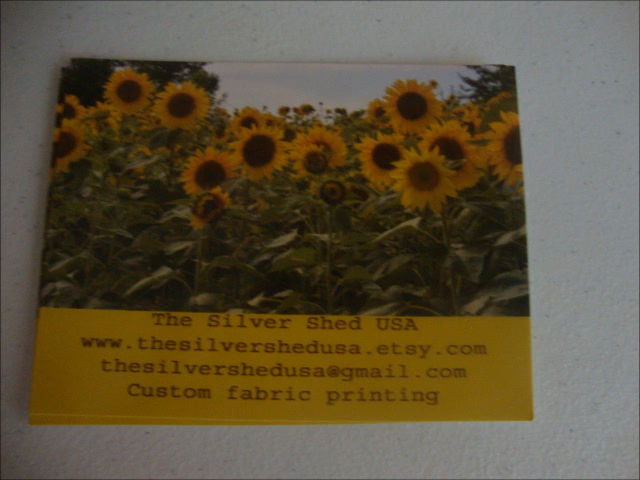 The Silver Shed USA
www.thesilvershedusa.etsy.com
thesilvershedusa@gmail.com
Custom fabric printing